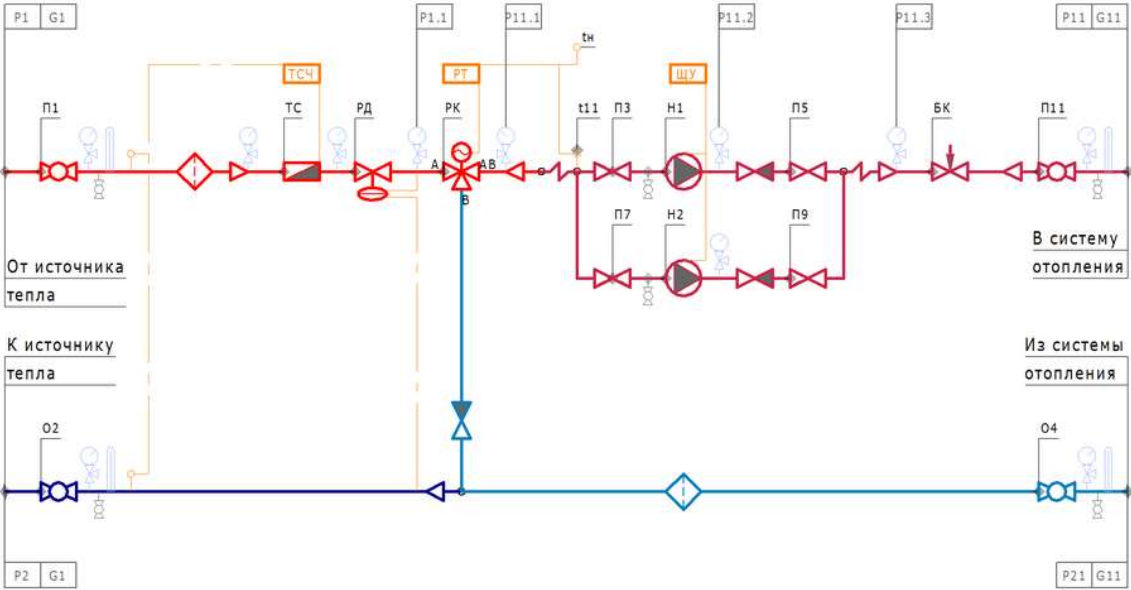 P1 G1
P1.1
P11.1
P11.2
P11.3
P11 G11
tн
ТСЧ
РТ
ЩУ
П1
ТС
РД
РК
t11
П3
Н1
П5
БК
П11
A
AB
B
П7
Н2
П9
От источника
тепла
В систему
отопления
К источнику
тепла
Из системы
отопления
О2
О4
P2 G1
P21 G11